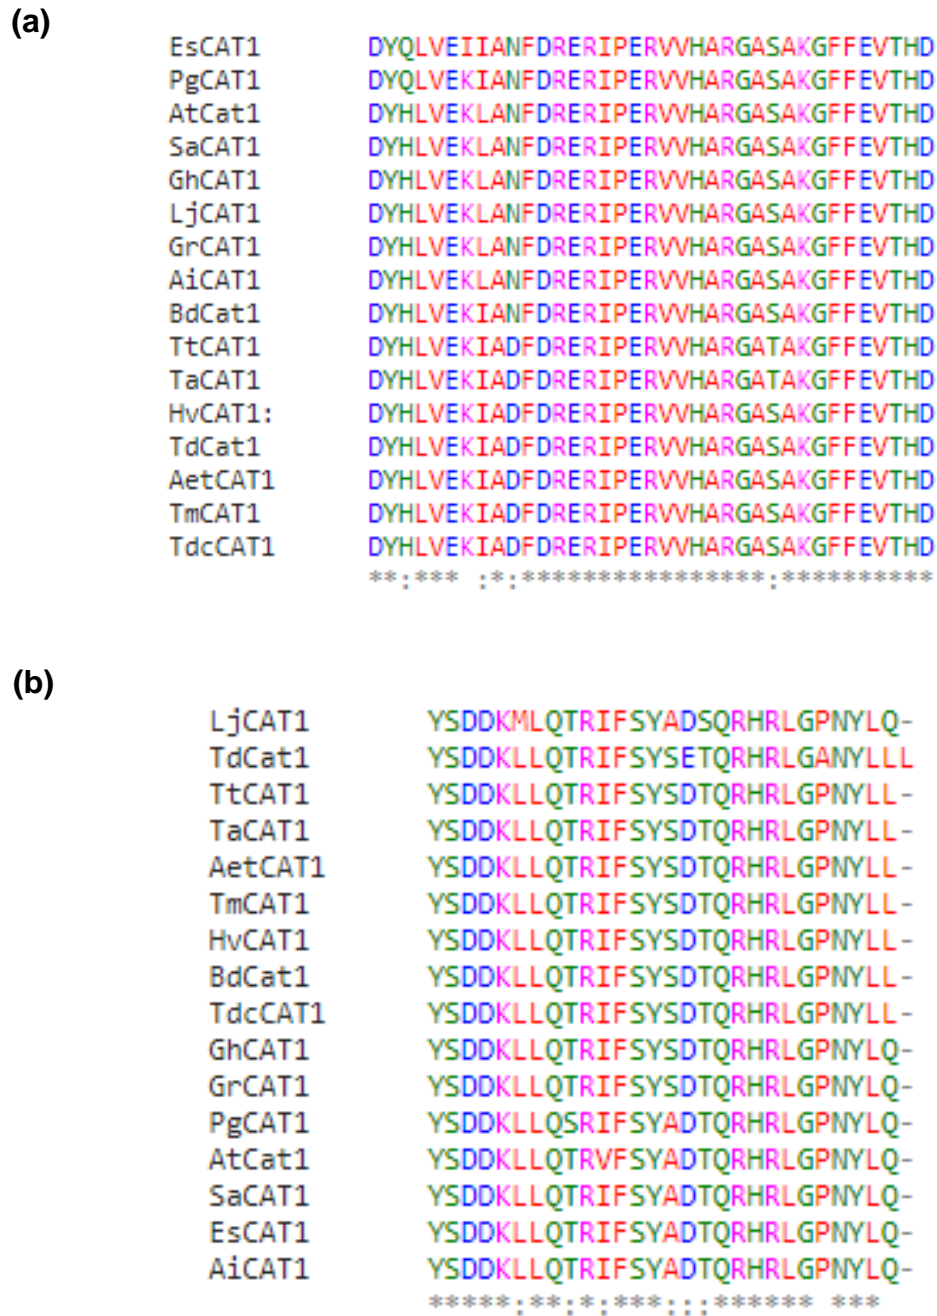 (a)
EsCAT1 DYQLVEIIANFDRERIPERVVHARGASAKGFFEVTHD
PgCAT1 DYQLVEKIANFDRERIPERVVHARGASAKGFFEVTHD
AtCat1 DYHLVEKLANFDRERIPERVVHARGASAKGFFEVTHD
SaCAT1 DYHLVEKLANFDRERIPERVVHARGASAKGFFEVTHD
GhCAT1 DYHLVEKLANFDRERIPERVVHARGASAKGFFEVTHD
LjCAT1 DYHLVEKLANFDRERIPERVVHARGASAKGFFEVTHD
GrCAT1 DYHLVEKLANFDRERIPERVVHARGASAKGFFEVTHD
AiCAT1 DYHLVEKLANFDRERIPERVVHARGASAKGFFEVTHD
BdCat1 DYHLVEKIANFDRERIPERVVHARGASAKGFFEVTHD
TtCAT1 DYHLVEKIADFDRERIPERVVHARGATAKGFFEVTHD
TaCAT1 DYHLVEKIADFDRERIPERVVHARGATAKGFFEVTHD
HvCAT1: DYHLVEKIADFDRERIPERVVHARGASAKGFFEVTHD
TdCat1 DYHLVEKIADFDRERIPERVVHARGASAKGFFEVTHD
AetCAT1 DYHLVEKIADFDRERIPERVVHARGASAKGFFEVTHD
TmCAT1 DYHLVEKIADFDRERIPERVVHARGASAKGFFEVTHD
TdcCAT1 DYHLVEKIADFDRERIPERVVHARGASAKGFFEVTHD
**:*** :*:****************:**********
(b)
LjCAT1 YSDDKMLQTRIFSYADSQRHRLGPNYLQ-
TdCat1 YSDDKLLQTRIFSYSETQRHRLGANYLLL
TtCAT1 YSDDKLLQTRIFSYSDTQRHRLGPNYLL-
TaCAT1 YSDDKLLQTRIFSYSDTQRHRLGPNYLL-
AetCAT1 YSDDKLLQTRIFSYSDTQRHRLGPNYLL-
TmCAT1 YSDDKLLQTRIFSYSDTQRHRLGPNYLL-
HvCAT1 YSDDKLLQTRIFSYSDTQRHRLGPNYLL-
BdCat1 YSDDKLLQTRIFSYSDTQRHRLGPNYLL-
TdcCAT1 YSDDKLLQTRIFSYSDTQRHRLGPNYLL-
GhCAT1 YSDDKLLQTRIFSYSDTQRHRLGPNYLQ-
GrCAT1 YSDDKLLQTRIFSYSDTQRHRLGPNYLQ-
PgCAT1 YSDDKLLQSRIFSYADTQRHRLGPNYLQ-
AtCat1 YSDDKLLQTRVFSYADTQRHRLGPNYLQ-
SaCAT1 YSDDKLLQTRIFSYADTQRHRLGPNYLQ-
EsCAT1 YSDDKLLQTRIFSYADTQRHRLGPNYLQ-
AiCAT1 YSDDKLLQTRIFSYADTQRHRLGPNYLQ-
*****:**:*:***:::****** ***